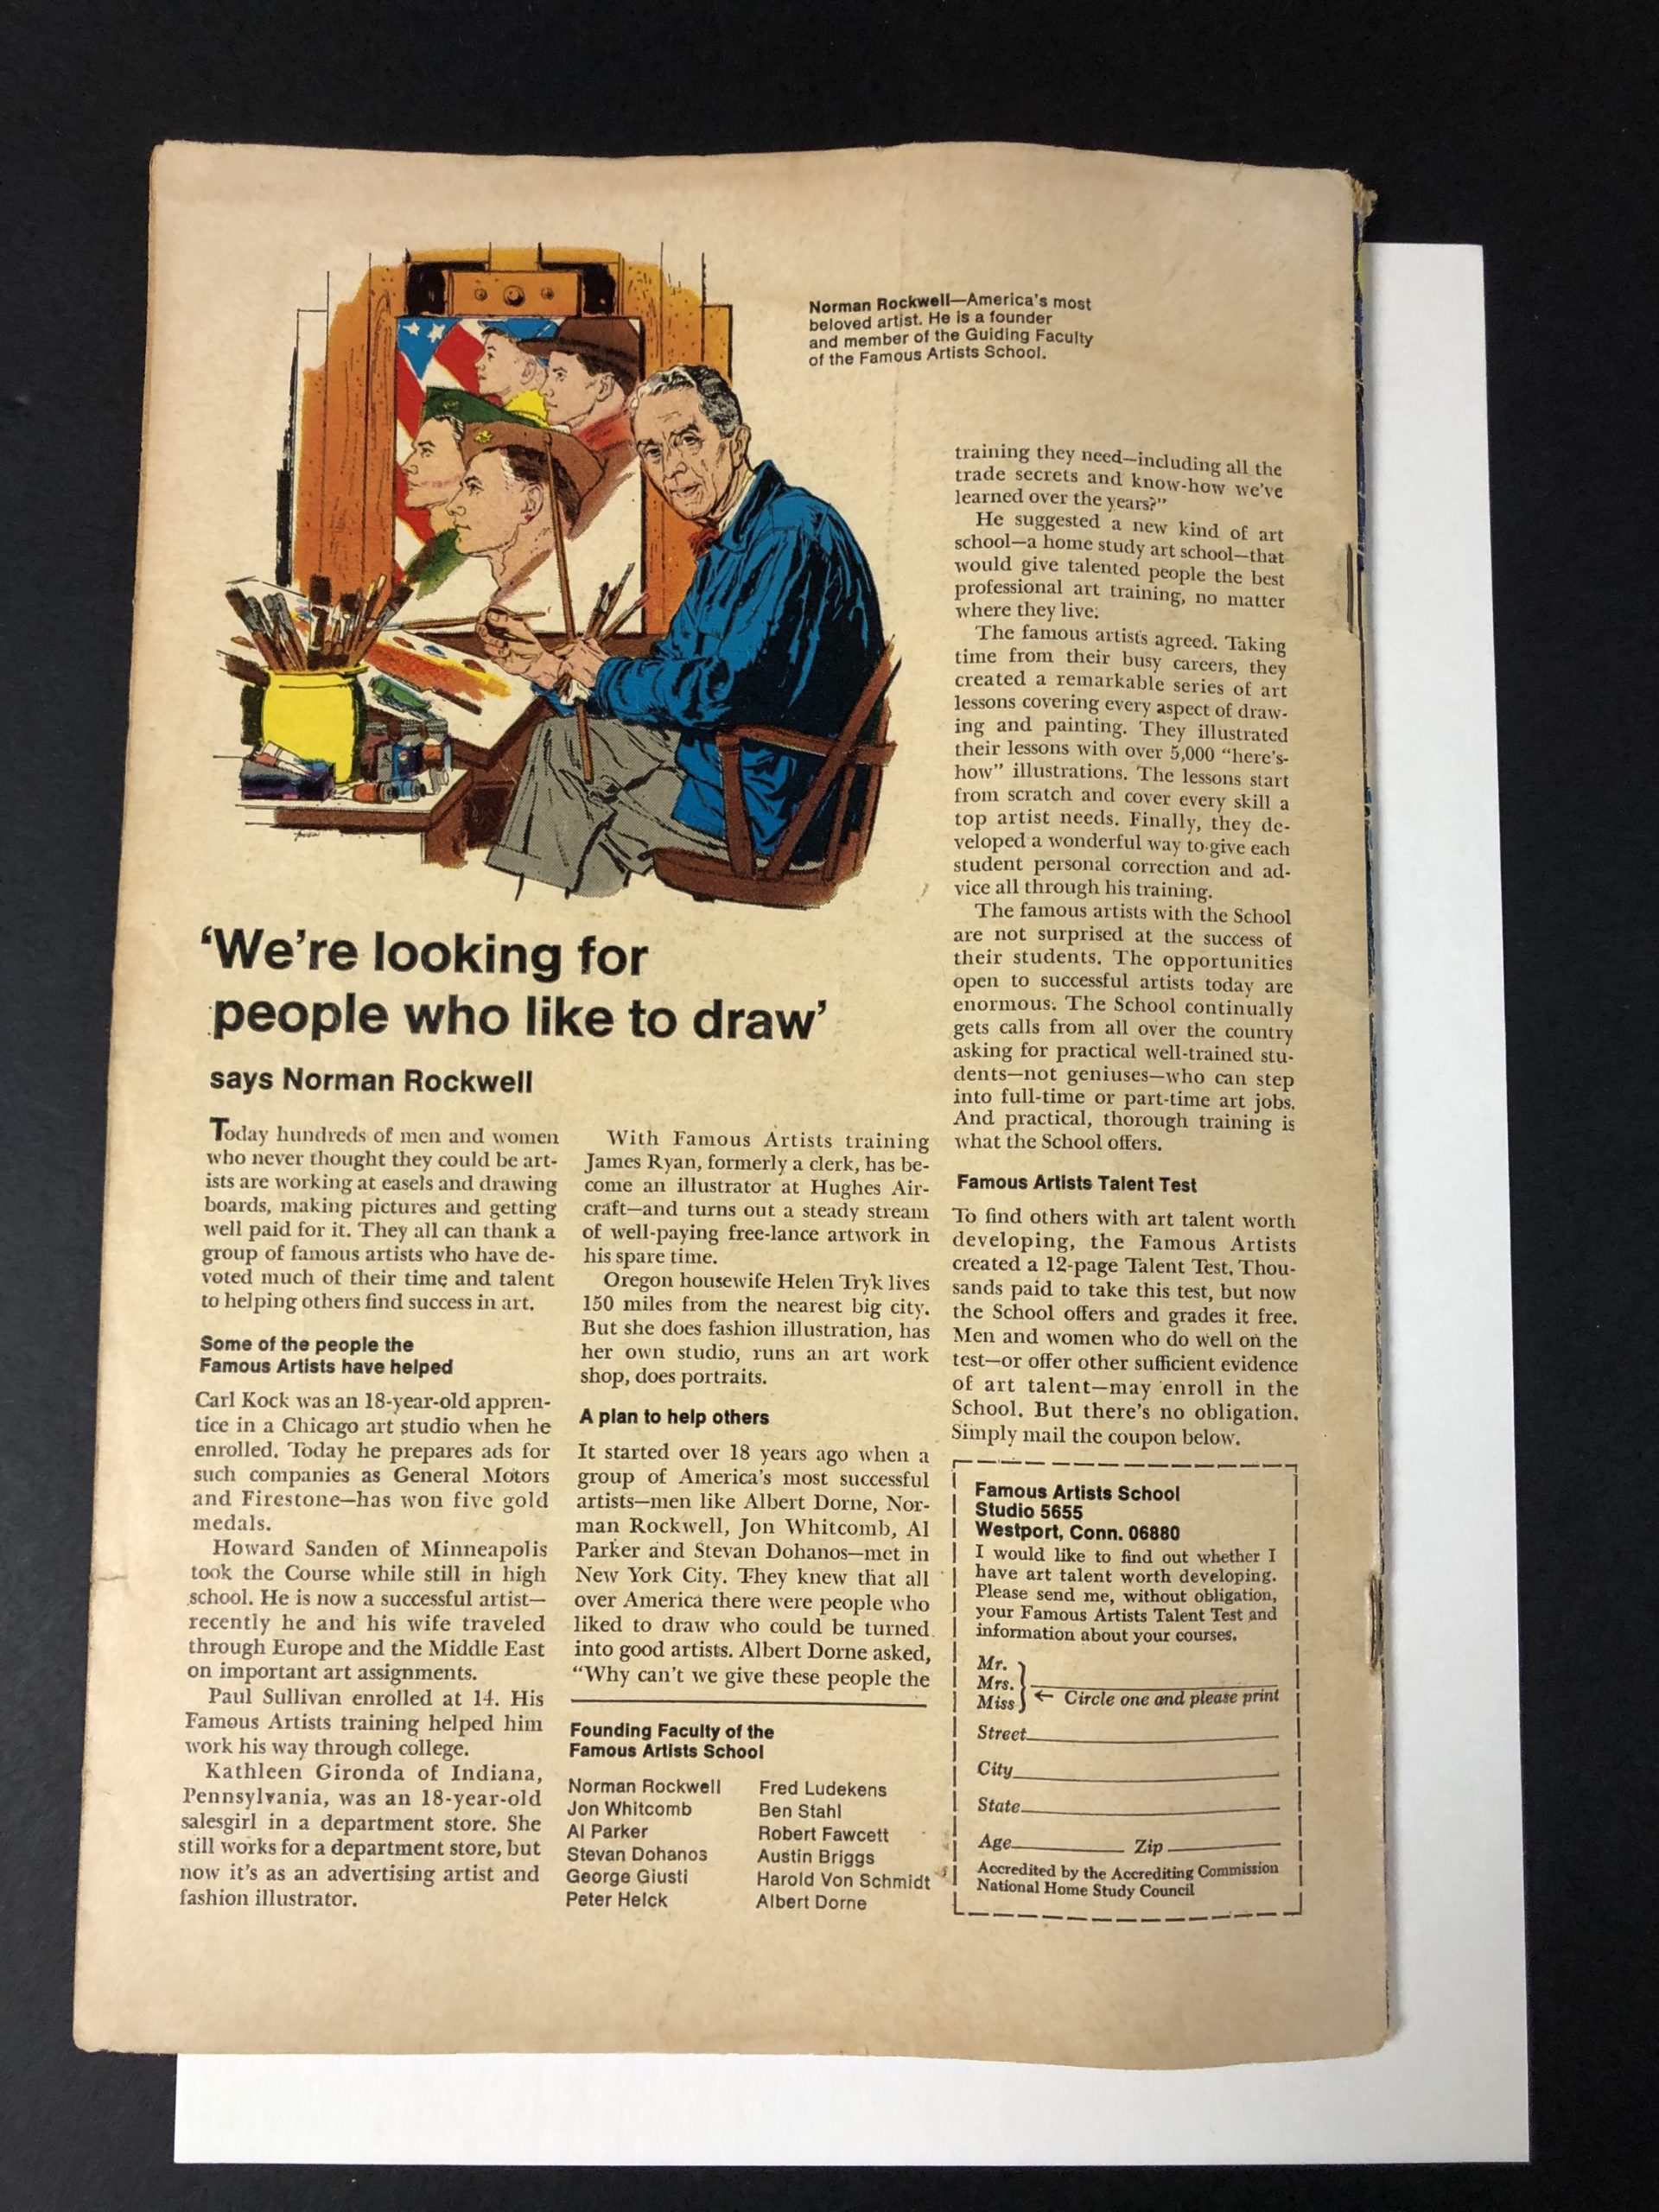 Norman Rockwell—America's most
beloved artist. He is a founder
and member of the Guiding Faculty
of the Famous Artists School.
'We're looking for
people who like to draw'
says Norman Rockwell
Today hundreds of men and women
who never thought they could be art-
ists are working at easels and drawing
boards, making pictures and getting
well paid for it. They all can thank a
group of famous artists who have de-
voted much of their time and talent
to helping others find success in art.
Some of the people the
Famous Artists have helped
Carl Kock was an 18-year-old appren-
tice in a Chicago art studio when he
enrolled. Today he prepares ads for
such companies as General Motors
and Firestone—has won five gold
medals.
Howard Sanden of Minneapolis
took the Course while still in high
school. He is now a successful artist—
recently he and his wife traveled
through Europe and the Middle East
on important art assignments.
Paul Sullivan enrolled at 14. His
Famous Artists training helped him
work his way through college.
Kathleen Gironda of Indiana,
Pennsylvania, was an 18-year-old
salesgirl in a department store. She
still works for a department store, but
now it's as an advertising artist and
fashion illustrator.
With Famous Artists training
James Ryan, formerly a clerk, has be-
come an illustrator at Hughes Air-
craft—and turns out a steady stream
of well-paying free-lance artwork in
his spare time.
Oregon housewife Helen Tryk lives
150 miles from the nearest big city.
But she does fashion illustration, has
her own studio, runs an art work
shop, does portraits.
A plan to help others
It started over 18 years ago when a
group of America's most successful
artists—men like Albert Dorne, Nor-
man Rockwell, Jon Whitcomb, Al
Parker and Stevan Dohanos—met in
New York City. They knew that all
over America there were people who
liked to draw who could be turned
into good artists. Albert Dorne asked,
"Why can't we give these people the
training they need—including all the
trade secrets and know-how we've
learned over the years?"
He suggested a new kind of art
school—a home study art school—that
would give talented people the best
professional art training, no matter
where they live.
The famous artists agreed. Taking
time from their busy careers, they
created a remarkable series of art
lessons covering every aspect of draw-
ing and painting. They illustrated
their lessons with over 5,000 "here's-
how" illustrations. The lessons start
from scratch and cover every skill a
top artist needs. Finally, they de-
veloped a wonderful way to give each
student personal correction and ad-
vice all through his training.
The famous artists with the School
are not surprised at the success of
their students. The opportunities
open to successful artists today are
enormous. The School continually
gets calls from all over the country
asking for practical well-trained stu-
dents—not geniuses—who can step
into full-time or part-time art jobs.
And practical, thorough training is
what the School offers.
Famous Artists Talent Test
To find others with art talent worth
developing, the Famous Artists
created a 12-page Talent Test. Thou-
sands paid to take this test, but now
the School offers and grades it free.
Men and women who do well on the
test—or offer other sufficient evidence
of art talent—may enroll in the
School. But there's no obligation.
Simply mail the coupon below.
Founding Faculty of the
Famous Artists School
Norman Rockwell
Jon Whitcomb
Al Parker
Stevan Dohanos
George Giusti
Peter Helck
Fred Ludekens
Ben Stahl
Robert Fawcett
Austin Briggs
Harold Von Schmidt
Albert Dorne
Famous Artists School
Studio 5655
Westport, Conn. 06880
I would like to find out whether I
have art talent worth developing.
Please send me, without obligation,
your Famous Artists Talent Test and
information about your courses.
Mr.
Mrs.
Miss ← Circle one and please print
Street
City
State
Age Zip
Accredited by the Accrediting Commission
National Home Study Council